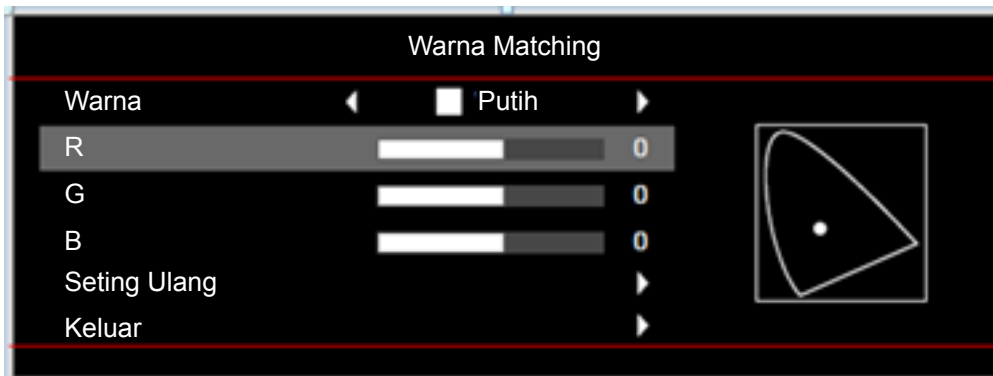 Warna Matching
Warna Putih
R 0
G 0
B 0
Seting Ulang
Keluar